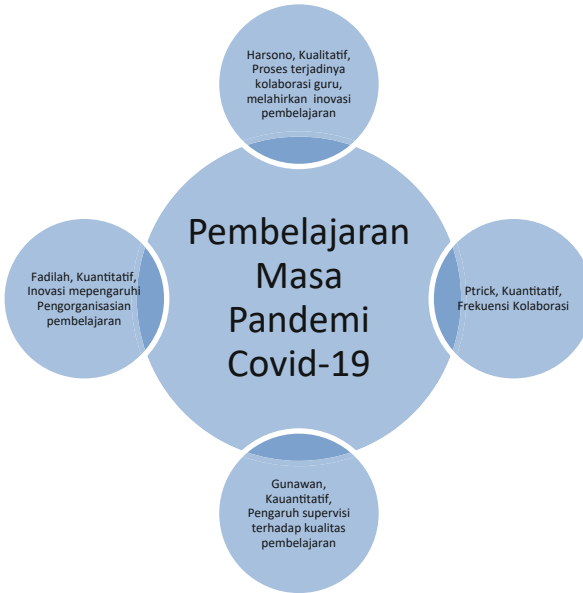 Harsono, Kualitatif,
Proses terjadinya
kolaborasi guru,
melahirkan inovasi
pembelajaran
Pembelajaran
Masa
Pandemi
Covid-19
Fadilah, Kuantitatif,
Inovasi mepengaruhi
Pengorganisasian
pembelajaran
Ptrick, Kuantitatif,
Frekuensi Kolaborasi
Gunawan,
Kauantitatif,
Pengaruh supervisi
terhadap kualitas
pembelajaran